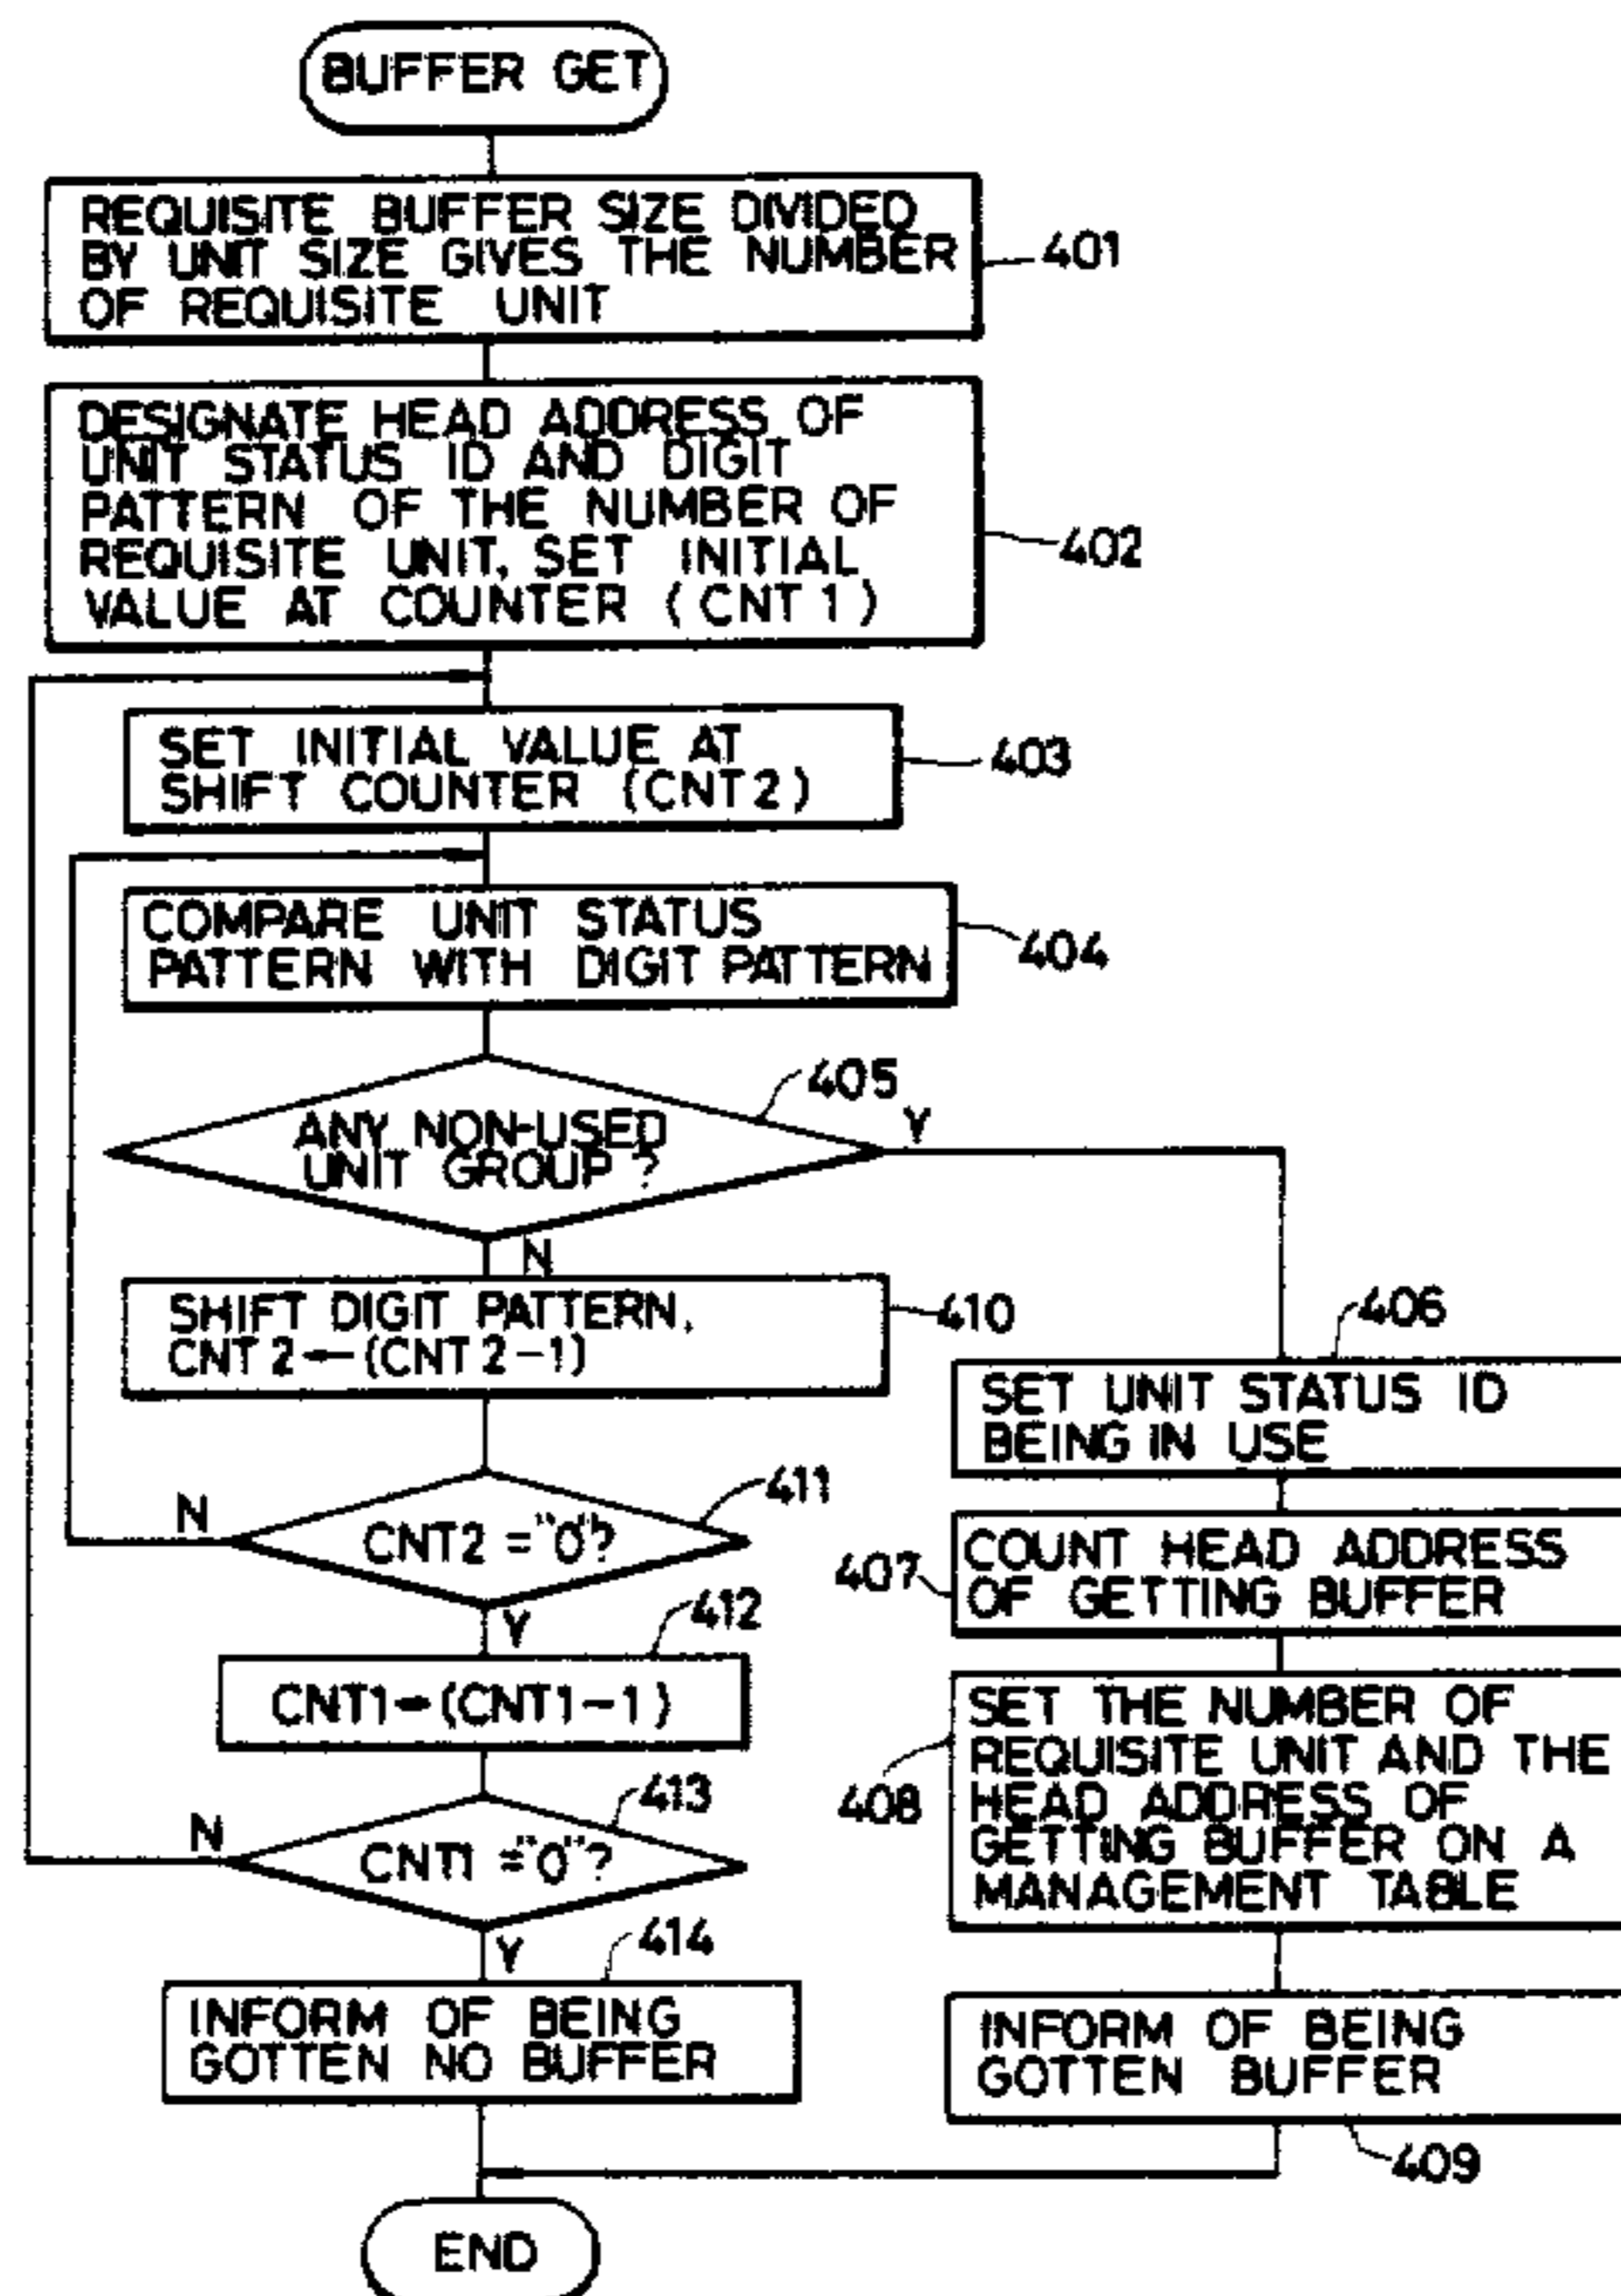 BUFFER GET
REQUISITE BUFFER SIZE DIVIDED
BY UNIT SIZE GIVES THE NUMBER
OF REQUISITE UNIT
401
DESIGNATE HEAD ADDRESS OF
UNIT STATUS ID AND DIGIT
PATTERN OF THE NUMBER OF
REQUISITE UNIT, SET INITIAL
VALUE AT COUNTER (CNT 1)
402
SET INITIAL VALUE AT
SHIFT COUNTER (CNT 2)
403
COMPARE UNIT STATUS
PATTERN WITH DIGIT PATTERN
404
405
ANY NON-USED
UNIT GROUP ?
Y
N
SHIFT DIGIT PATTERN,
CNT 2 ← (CNT 2 - 1)
410
411
CNT2 = "0"?
N
Y
412
CNT1 ← (CNT1 - 1)
413
CNT1 = "0"?
N
Y
414
INFORM OF BEING
GOTTEN NO BUFFER
406
SET UNIT STATUS ID
BEING IN USE
407
COUNT HEAD ADDRESS
OF GETTING BUFFER
408
SET THE NUMBER OF
REQUISITE UNIT AND THE
HEAD ADDRESS OF
GETTING BUFFER ON A
MANAGEMENT TABLE
INFORM OF BEING
GOTTEN BUFFER
409
END